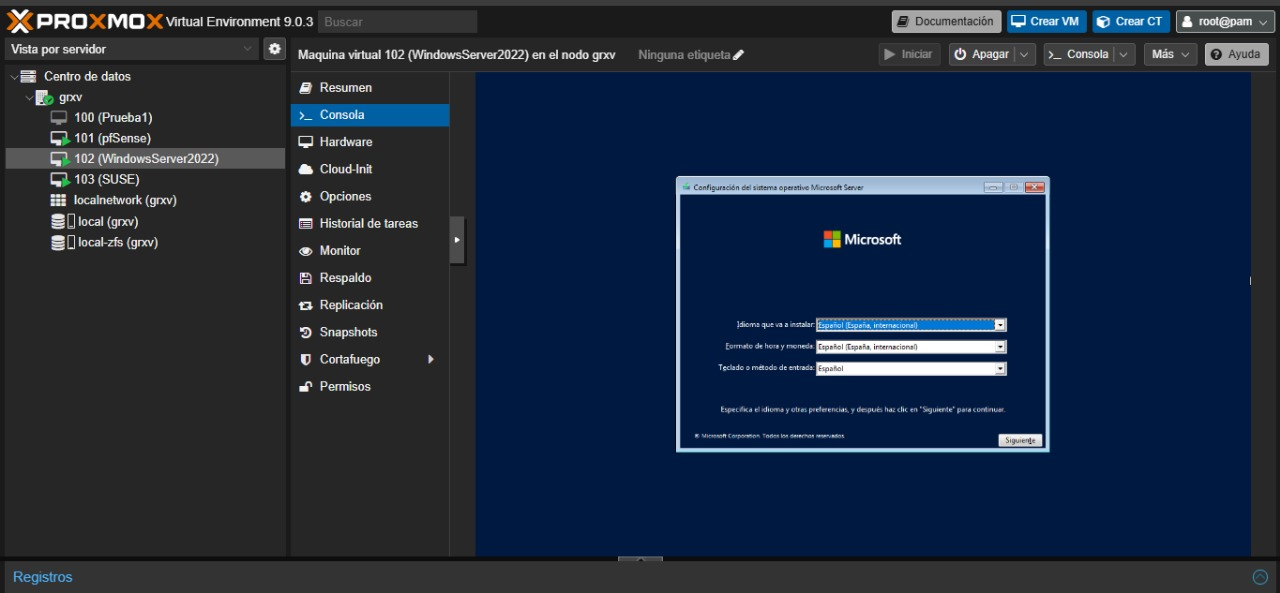 PROXMOX Virtual Environment 9.0.3 Buscar Documentación Crear VM Crear CT root@pam
Vista por servidor
Centro de datos
grxv
100 (Prueba1)
101 (pfSense)
102 (WindowsServer2022)
103 (SUSE)
localnetwork (grxv)
local (grxv)
local-zfs (grxv)
Maquina virtual 102 (WindowsServer2022) en el nodo grxv Ninguna etiqueta Iniciar Apagar Consola Más Ayuda
Resumen
Consola
Hardware
Cloud-Init
Opciones
Historial de tareas
Monitor
Respaldo
Replicación
Snapshots
Cortafuego
Permisos
Configuración del sistema operativo Microsoft Server
Microsoft
Idioma que va a instalar: Español (España, internacional)
Formato de hora y moneda: Español (España, internacional)
Teclado o método de entrada: Español
Especifica el idioma y otras preferencias, y después haz clic en "Siguiente" para continuar.
© Microsoft Corporation. Todos los derechos reservados.
Siguiente
Registros